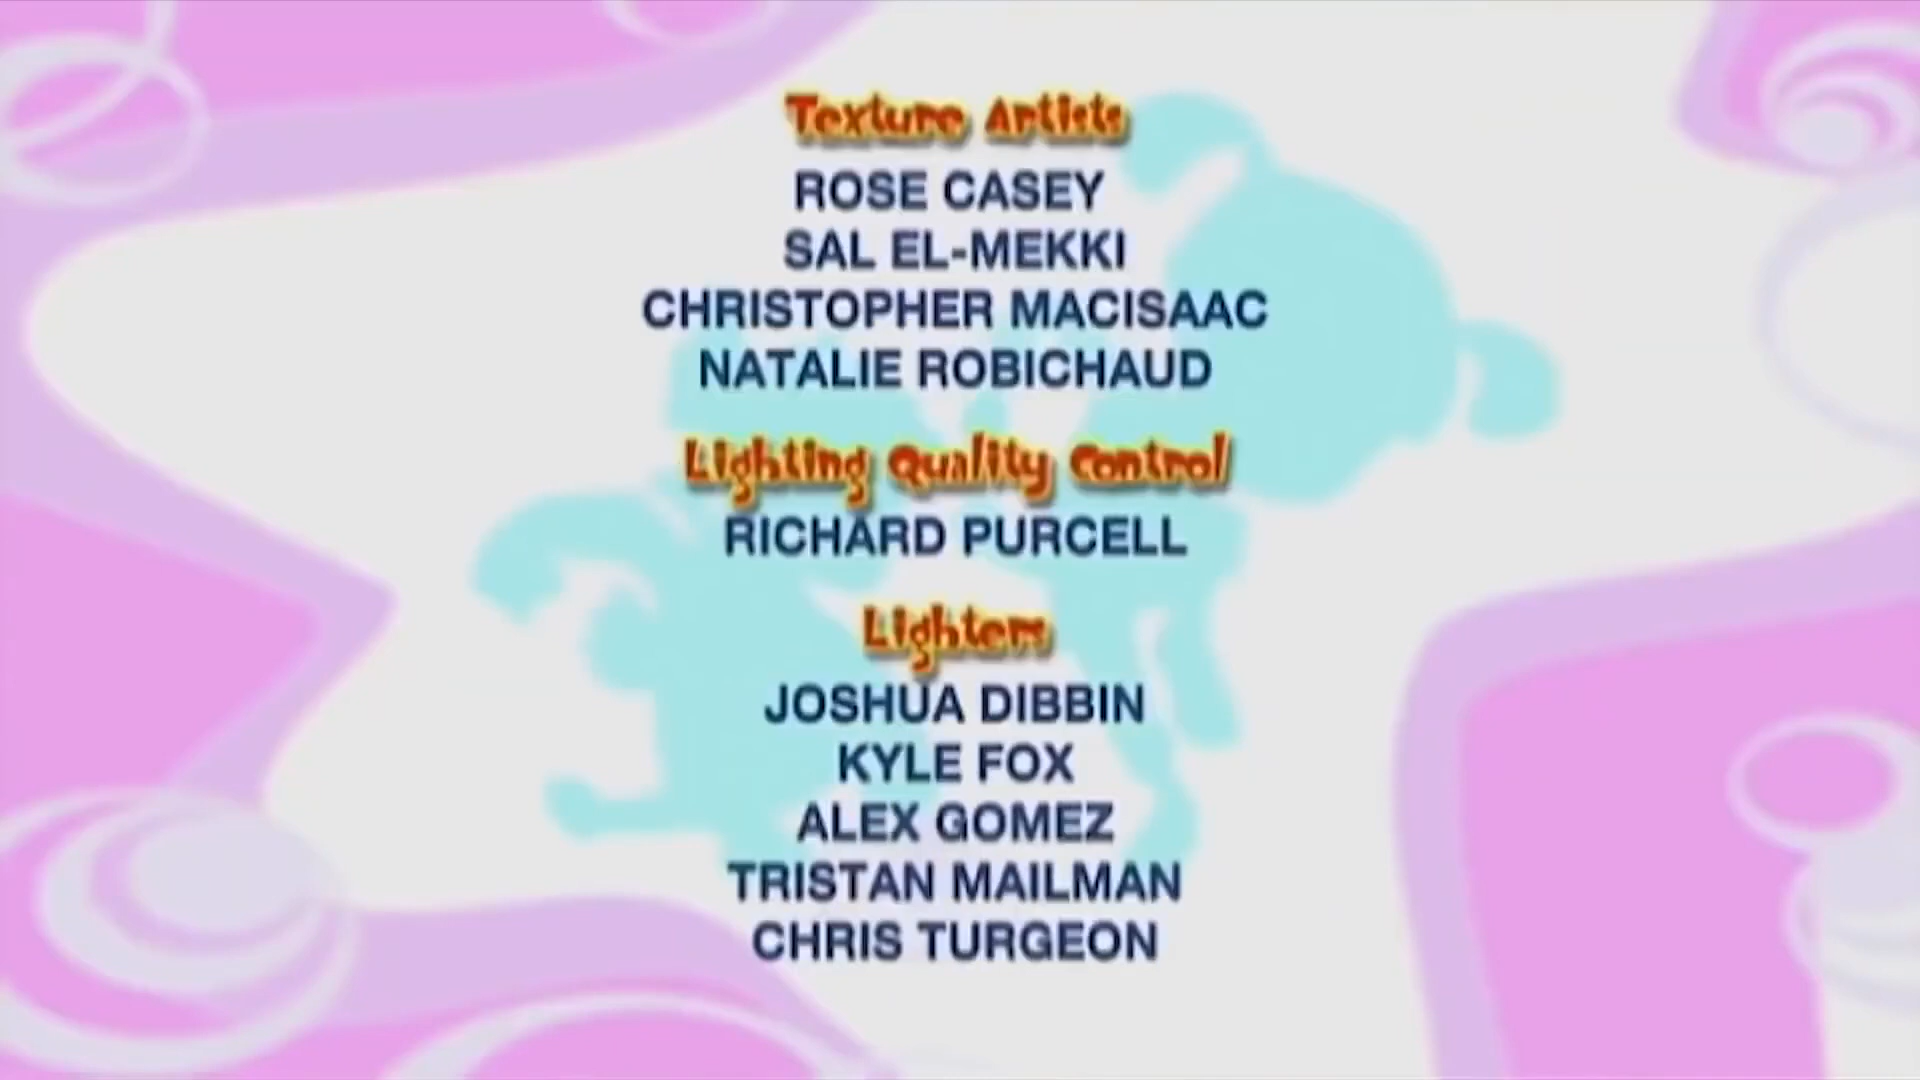 Texture Artists
ROSE CASEY
SAL EL-MEKKI
CHRISTOPHER MACISAAC
NATALIE ROBICHAUD
Lighting Quality Control
RICHARD PURCELL
Lighters
JOSHUA DIBBIN
KYLE FOX
ALEX GOMEZ
TRISTAN MAILMAN
CHRIS TURGEON